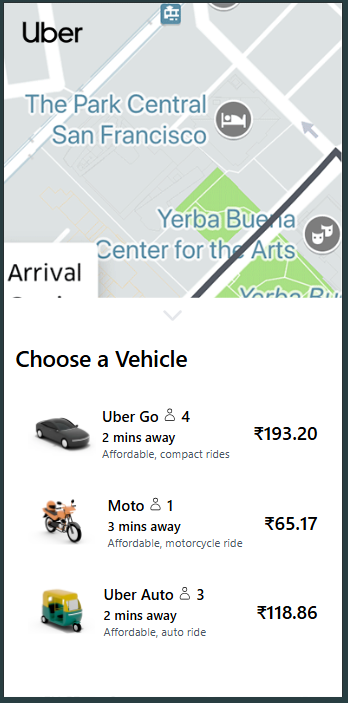 Uber
The Park Central
San Francisco
Yerba Buena
Center for the Arts
Arrival
Yerba Bu
Choose a Vehicle
Uber Go 4
2 mins away
Affordable, compact rides
₹193.20
Moto 1
3 mins away
Affordable, motorcycle ride
₹65.17
Uber Auto 3
2 mins away
Affordable, auto ride
₹118.86